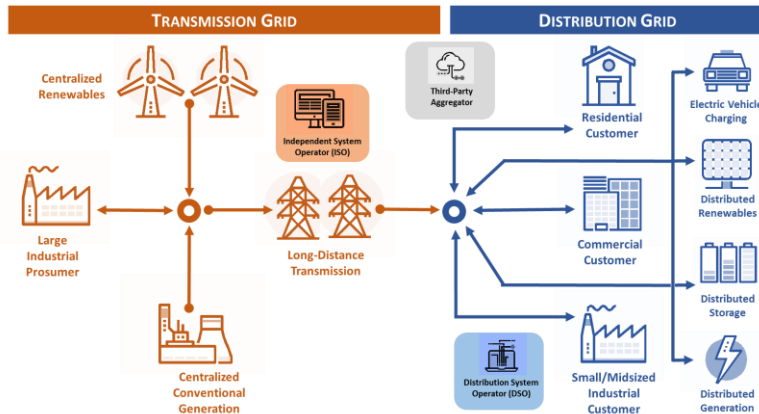 TRANSMISSION GRID
DISTRIBUTION GRID
Centralized
Renewables
Independent System
Operator (ISO)
Third-Party
Aggregator
Residential
Customer
Electric Vehicle
Charging
Large
Industrial
Prosumer
Long-Distance
Transmission
Commercial
Customer
Distributed
Renewables
Distributed
Storage
Centralized
Conventional
Generation
Distribution System
Operator (DSO)
Small/Midsized
Industrial
Customer
Distributed
Generation